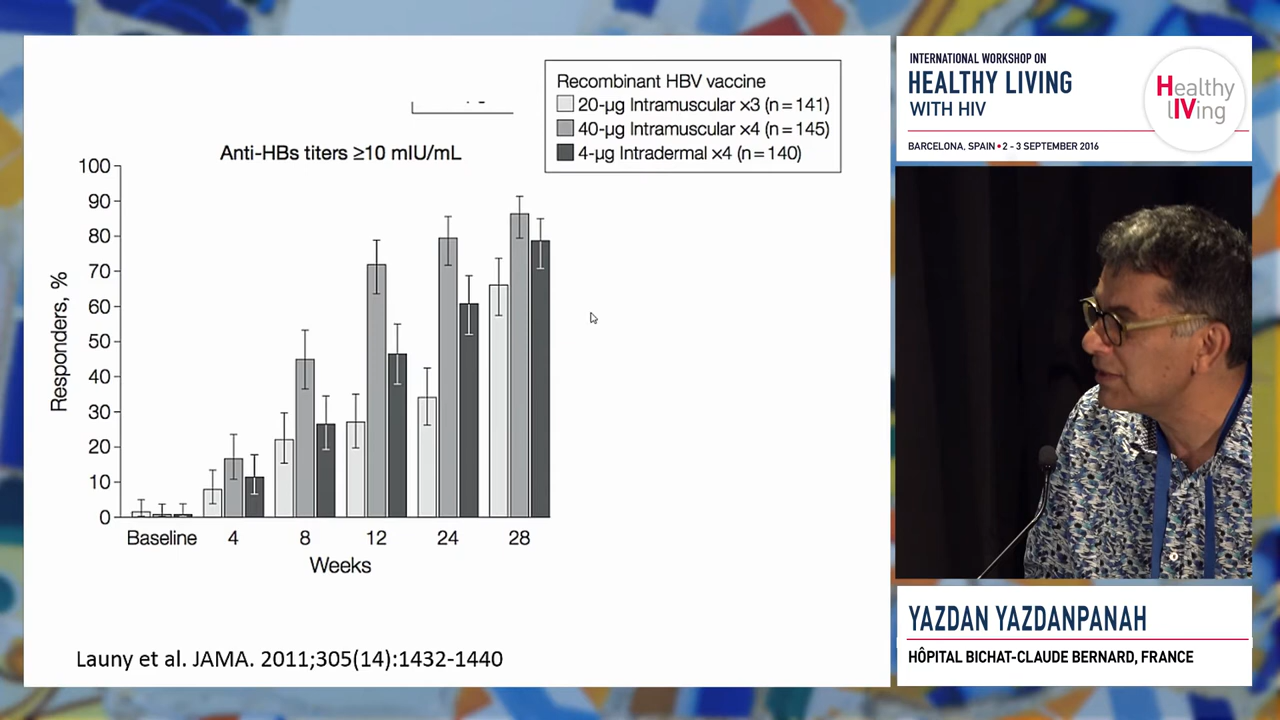 Recombinant HBV vaccine
20-µg Intramuscular ×3 (n=141)
40-µg Intramuscular ×4 (n=145)
4-µg Intradermal ×4 (n=140)
Anti-HBs titers ≥10 mIU/mL
Responders, %
100
90
80
70
60
50
40
30
20
10
0
Baseline 4 8 12 24 28
Weeks
Launy et al. JAMA. 2011;305(14):1432-1440
INTERNATIONAL WORKSHOP ON
HEALTHY LIVING
WITH HIV
Healthy
lIVing
BARCELONA, SPAIN • 2 - 3 SEPTEMBER 2016
YAZDAN YAZDANPANAH
HÔPITAL BICHAT-CLAUDE BERNARD, FRANCE